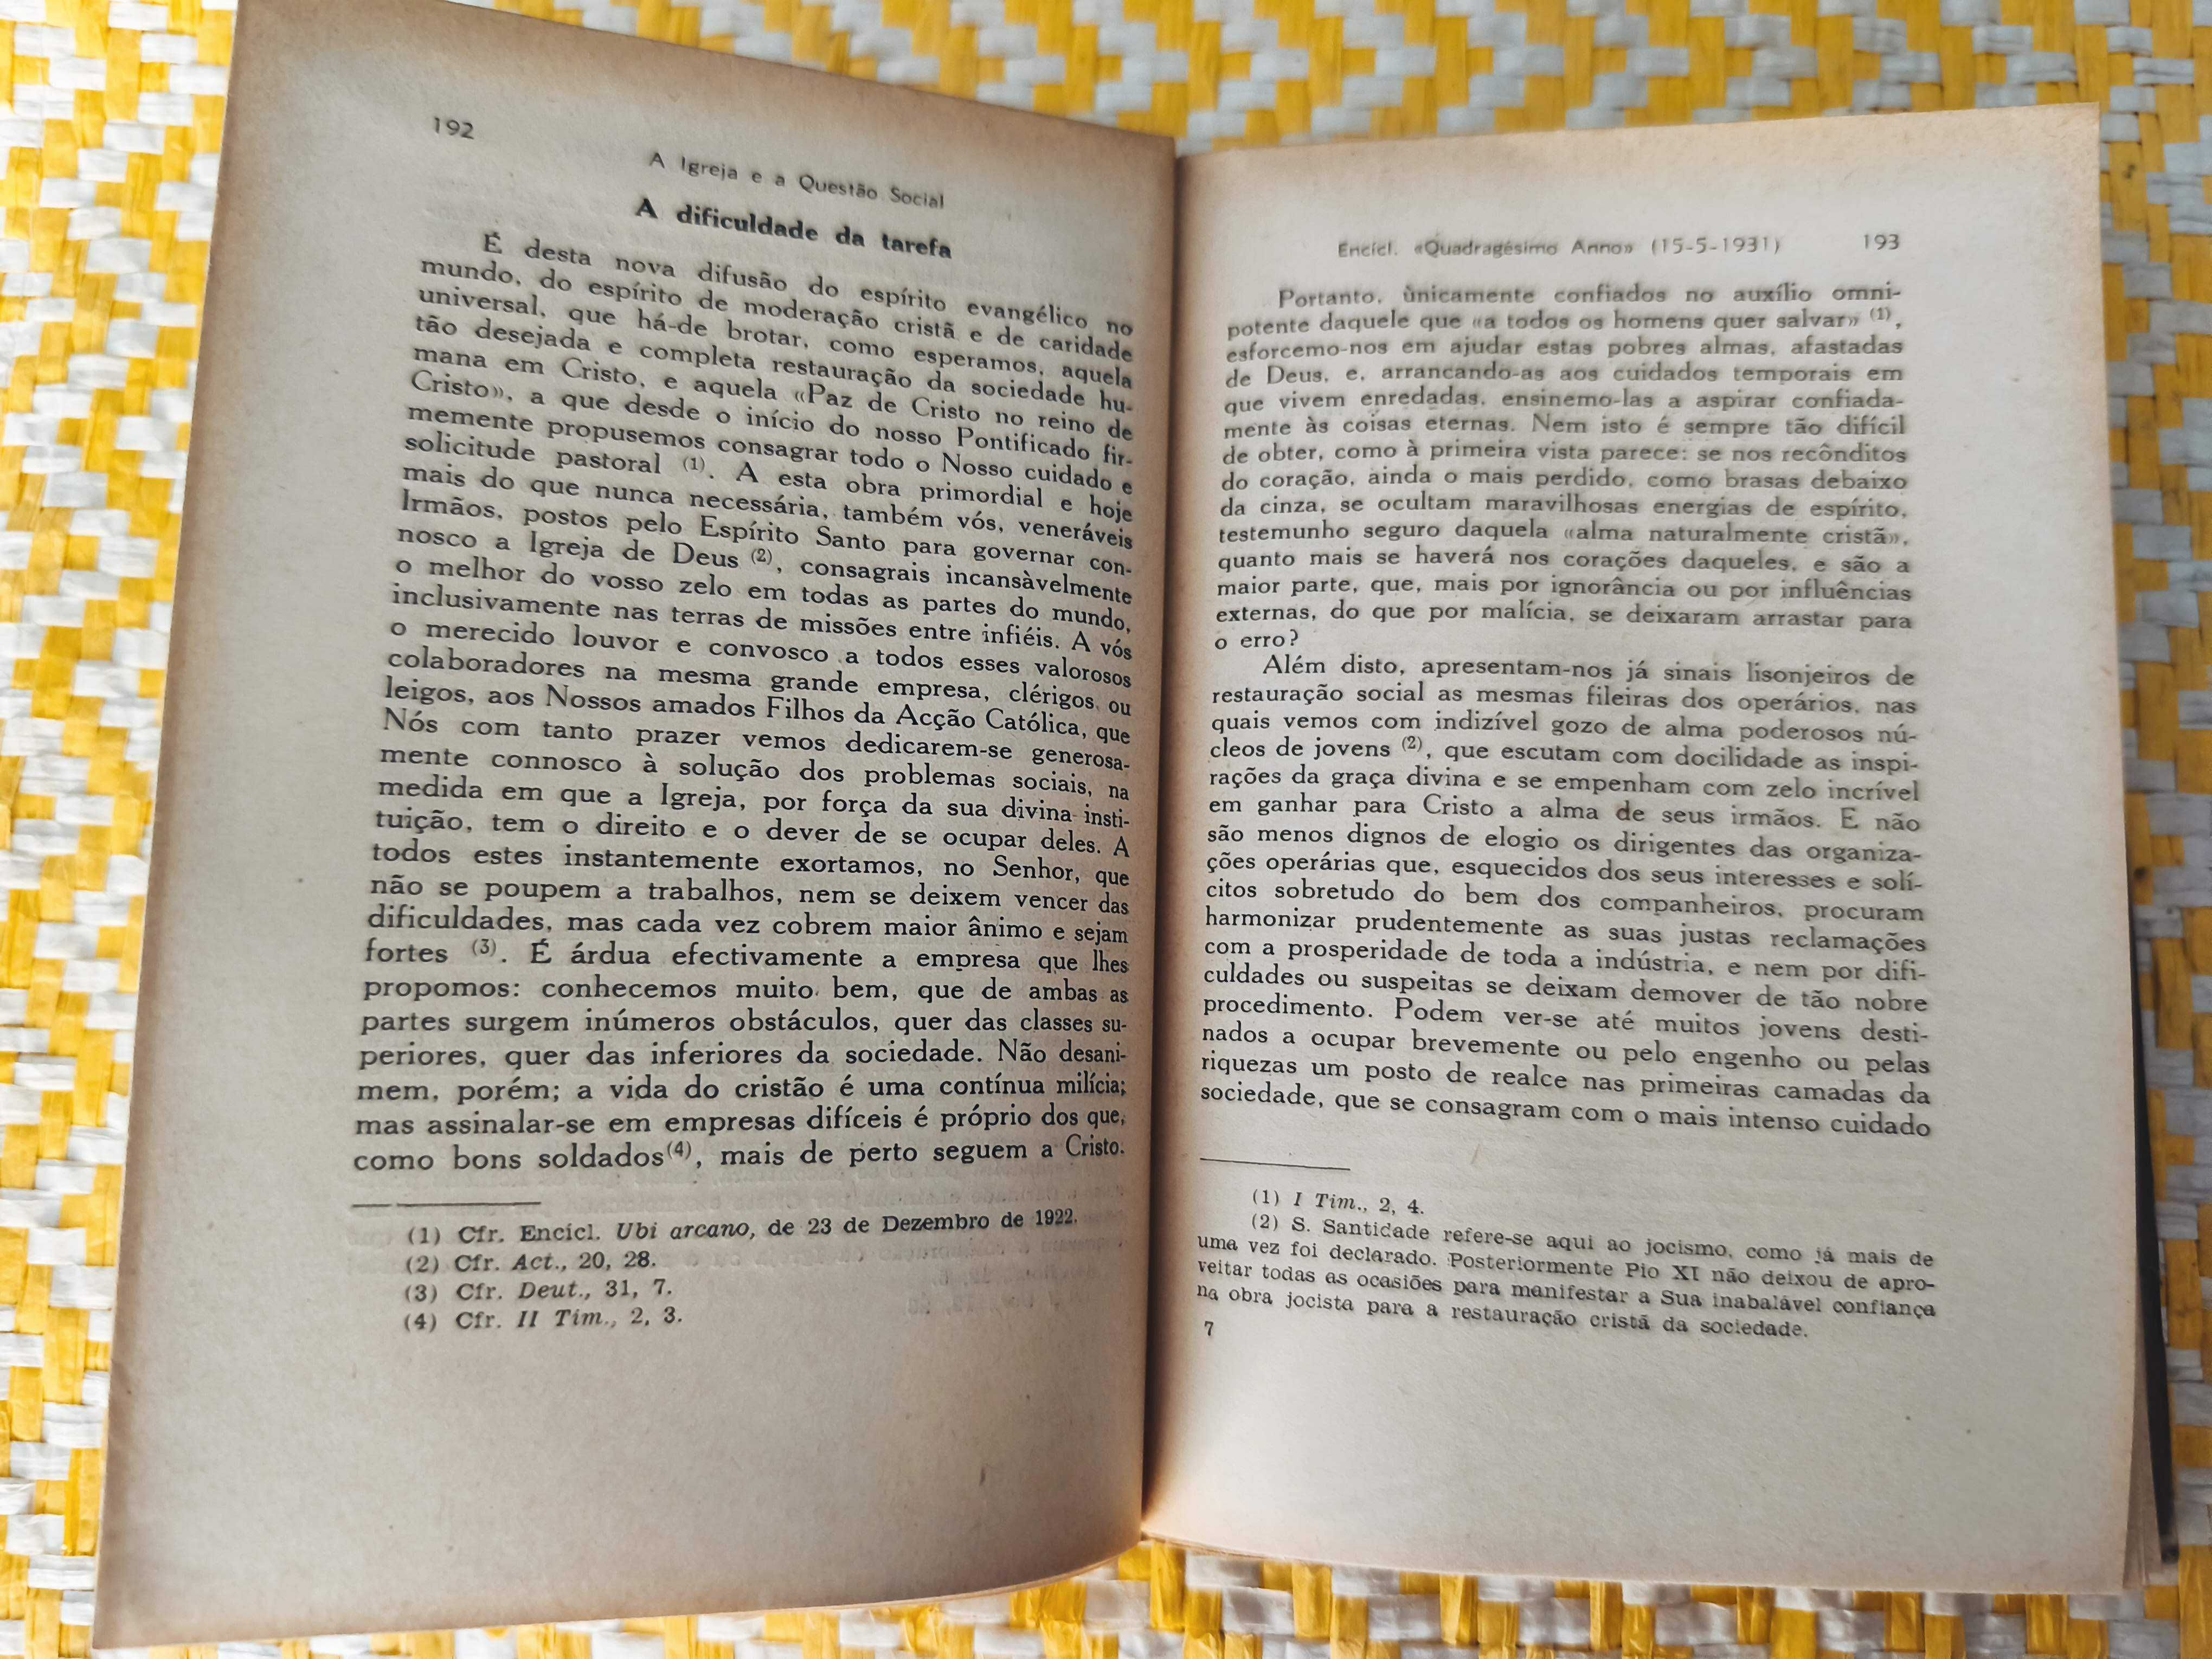 192
A Igreja e a Questão Social
A dificuldade da tarefa
É desta nova difusão do espírito evangélico no
mundo, do espírito de moderação cristã e de caridade
universal, que há-de brotar, como esperamos, aquela
tão desejada e completa restauração da sociedade hu-
mana em Cristo, e aquela «Paz de Cristo no reino de
Cristo», a que desde o início do nosso Pontificado fir-
memente propusemos consagrar todo o Nosso cuidado e
solicitude pastoral (1). A esta obra primordial e hoje
mais do que nunca necessária, também vós, veneráveis
Irmãos, postos pelo Espírito Santo para governar con-
nosco a Igreja de Deus (2), consagrais incansàvelmente
o melhor do vosso zelo em todas as partes do mundo,
inclusivamente nas terras de missões entre infiéis. A vós
o merecido louvor e convosco a todos esses valorosos
colaboradores na mesma grande empresa, clérigos ou
leigos, aos Nossos amados Filhos da Acção Católica, que
Nós com tanto prazer vemos dedicarem-se generosa-
mente connosco à solução dos problemas sociais, na
medida em que a Igreja, por força da sua divina insti-
tuição, tem o direito e o dever de se ocupar deles. A
todos estes instantemente exortamos, no Senhor, que
não se poupem a trabalhos, nem se deixem vencer das
dificuldades, mas cada vez cobrem maior ânimo e sejam
fortes (3). É árdua efectivamente a empresa que lhes
propomos: conhecemos muito bem, que de ambas as
partes surgem inúmeros obstáculos, quer das classes su-
periores, quer das inferiores da sociedade. Não desani-
mem, porém; a vida do cristão é uma contínua milícia;
mas assinalar-se em empresas difíceis é próprio dos que,
como bons soldados(4), mais de perto seguem a Cristo.
(1) Cfr. Encícl. Ubi arcano, de 23 de Dezembro de 1922.
(2) Cfr. Act., 20, 28.
(3) Cfr. Deut., 31, 7.
(4) Cfr. II Tim., 2, 3.
Encícl. «Quadragésimo Anno» (15-5-1931) 193
Portanto, ùnicamente confiados no auxílio omni-
potente daquele que «a todos os homens quer salvar» (1),
esforcemo-nos em ajudar estas pobres almas, afastadas
de Deus, e, arrancando-as aos cuidados temporais em
que vivem enredadas, ensinemo-las a aspirar confiada-
mente às coisas eternas. Nem isto é sempre tão difícil
de obter, como à primeira vista parece: se nos recônditos
do coração, ainda o mais perdido, como brasas debaixo
da cinza, se ocultam maravilhosas energias de espírito,
testemunho seguro daquela «alma naturalmente cristã»,
quanto mais se haverá nos corações daqueles, e são a
maior parte, que, mais por ignorância ou por influências
externas, do que por malícia, se deixaram arrastar para
o erro?
Além disto, apresentam-nos já sinais lisonjeiros de
restauração social as mesmas fileiras dos operários, nas
quais vemos com indizível gozo de alma poderosos nú-
cleos de jovens (2), que escutam com docilidade as inspi-
rações da graça divina e se empenham com zelo incrível
em ganhar para Cristo a alma de seus irmãos. E não
são menos dignos de elogio os dirigentes das organiza-
ções operárias que, esquecidos dos seus interesses e solí-
citos sobretudo do bem dos companheiros, procuram
harmonizar prudentemente as suas justas reclamações
com a prosperidade de toda a indústria, e nem por difi-
culdades ou suspeitas se deixam demover de tão nobre
procedimento. Podem ver-se até muitos jovens desti-
nados a ocupar brevemente ou pelo engenho ou pelas
riquezas um posto de realce nas primeiras camadas da
sociedade, que se consagram com o mais intenso cuidado
(1) I Tim., 2, 4.
(2) S. Santidade refere-se aqui ao jocismo, como já mais de
uma vez foi declarado. Posteriormente Pio XI não deixou de apro-
veitar todas as ocasiões para manifestar a Sua inabalável confiança
na obra jocista para a restauração cristã da sociedade.
7